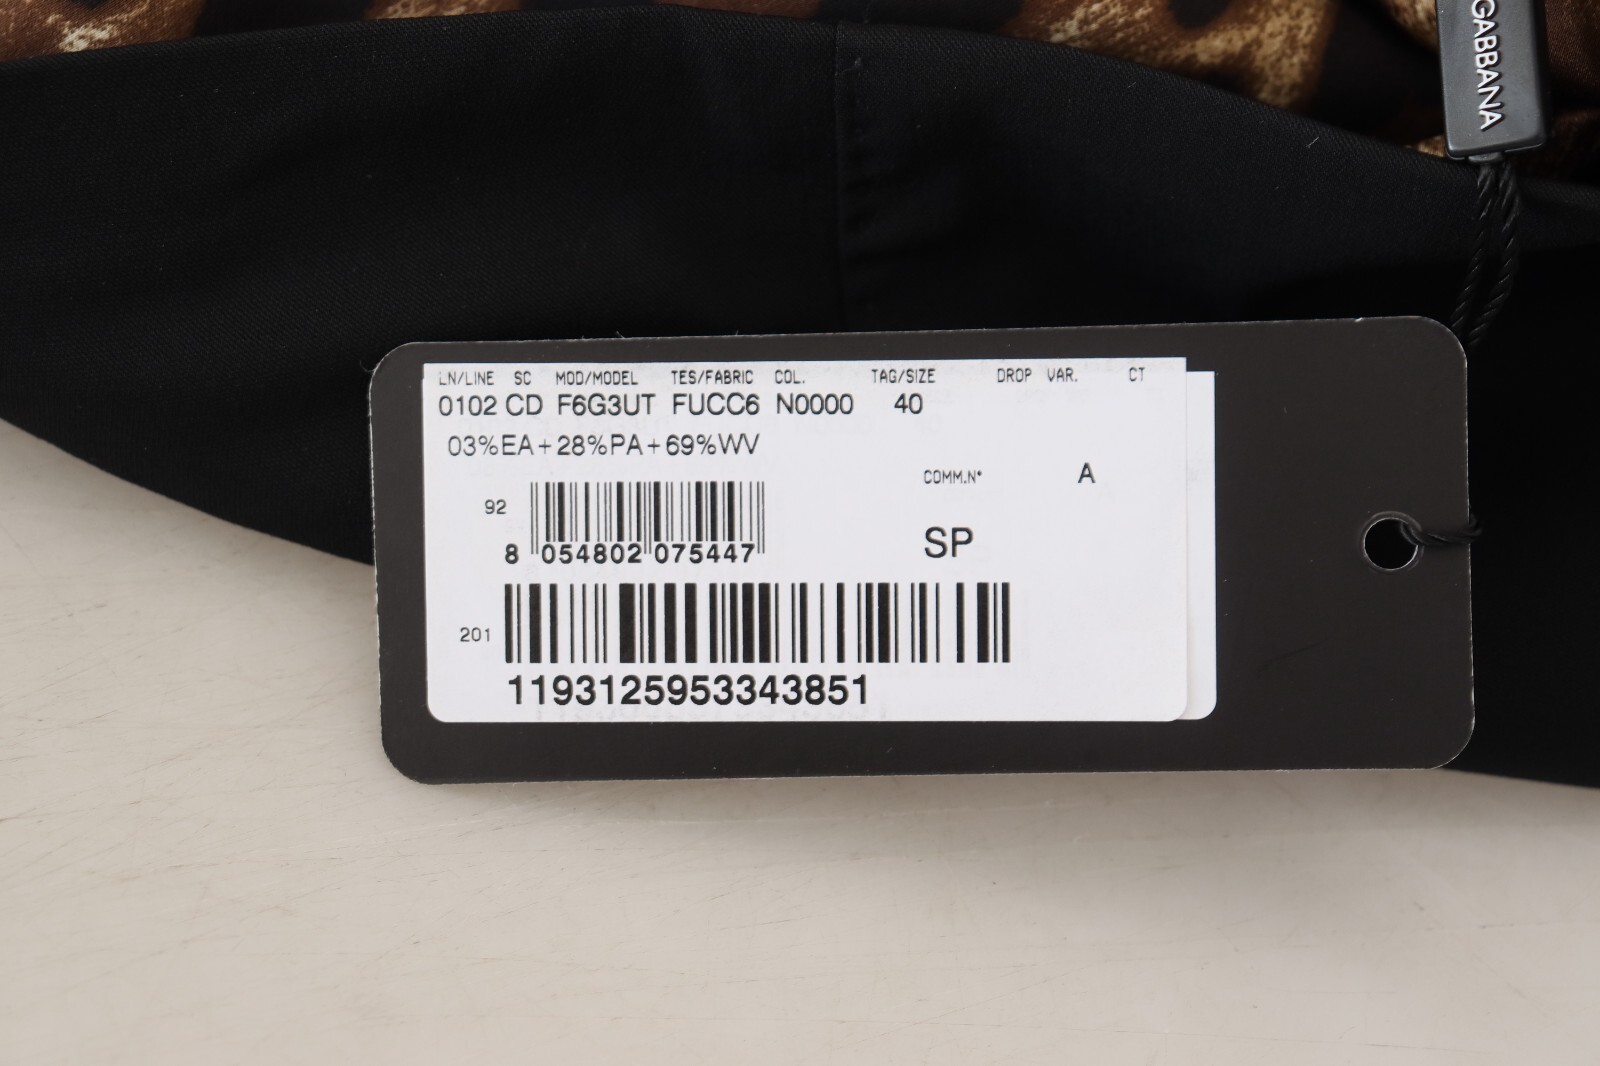 GABBANA
LN/LINE SC MOD/MODEL TES/FABRIC COL. TAG/SIZE DROP VAR. CT
0102 CD F6G3UT FUCC6 N0000 40
03%EA+28%PA+69%WV
COMM.N° A
92
8 054802 075447
SP
201
1193125953343851